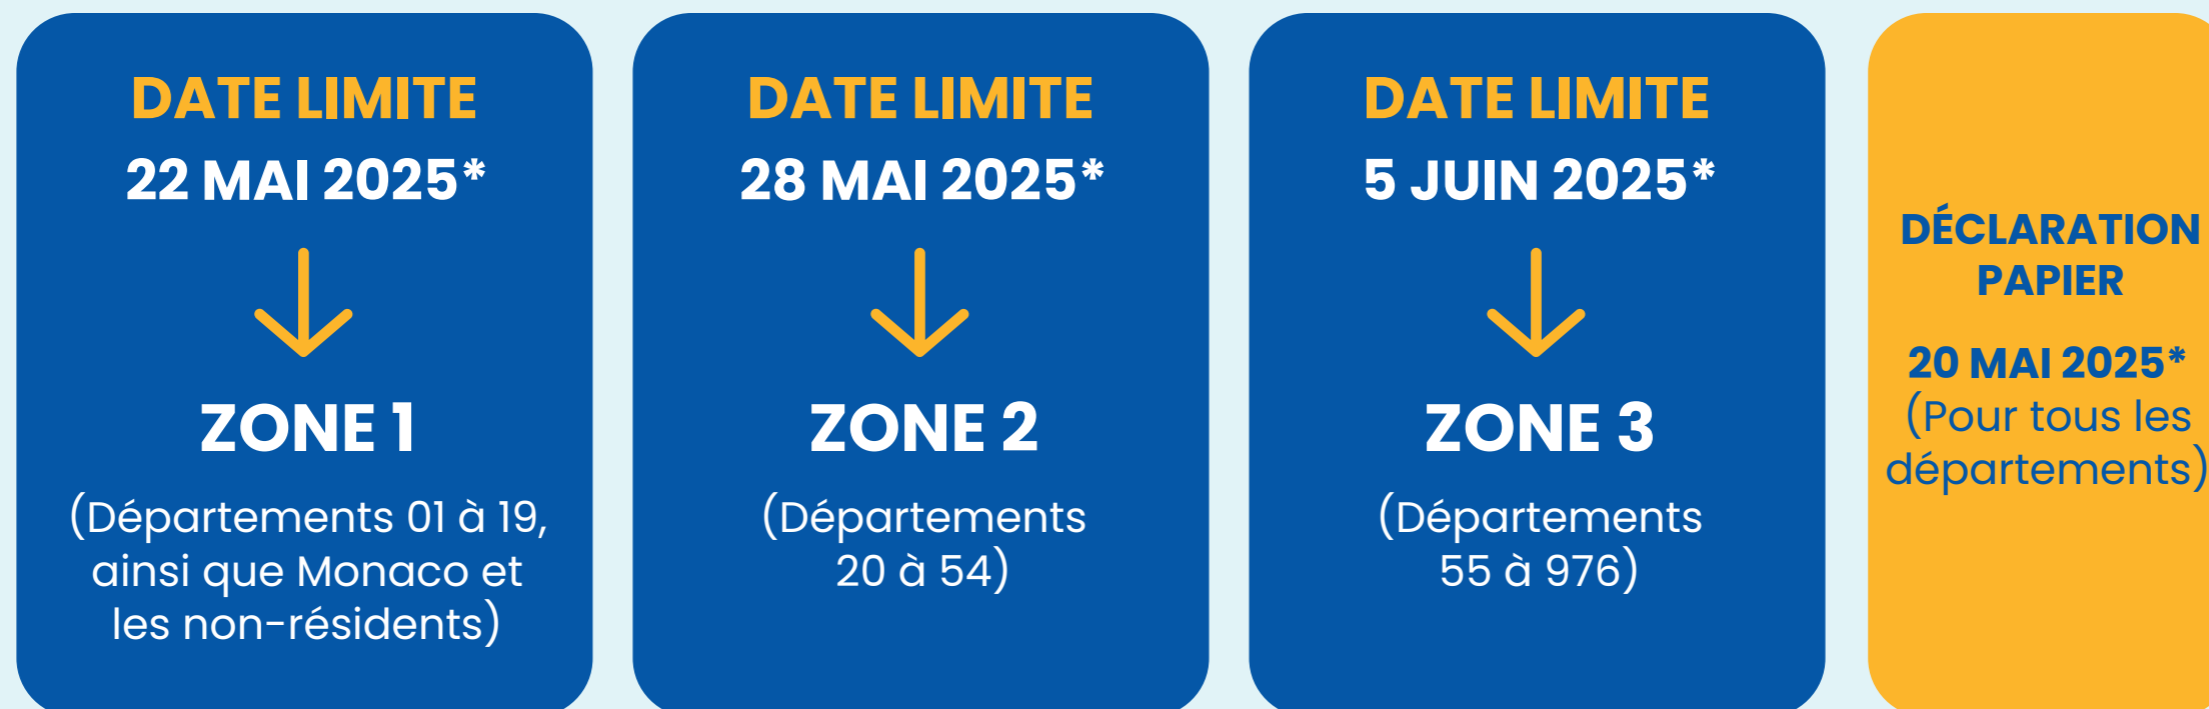 DATE LIMITE
22 MAI 2025*
ZONE 1
(Départements 01 à 19,
ainsi que Monaco et
les non-résidents)
DATE LIMITE
28 MAI 2025*
ZONE 2
(Départements
20 à 54)
DATE LIMITE
5 JUIN 2025*
ZONE 3
(Départements
55 à 976)
DÉCLARATION
PAPIER
20 MAI 2025*
(Pour tous les
départements)